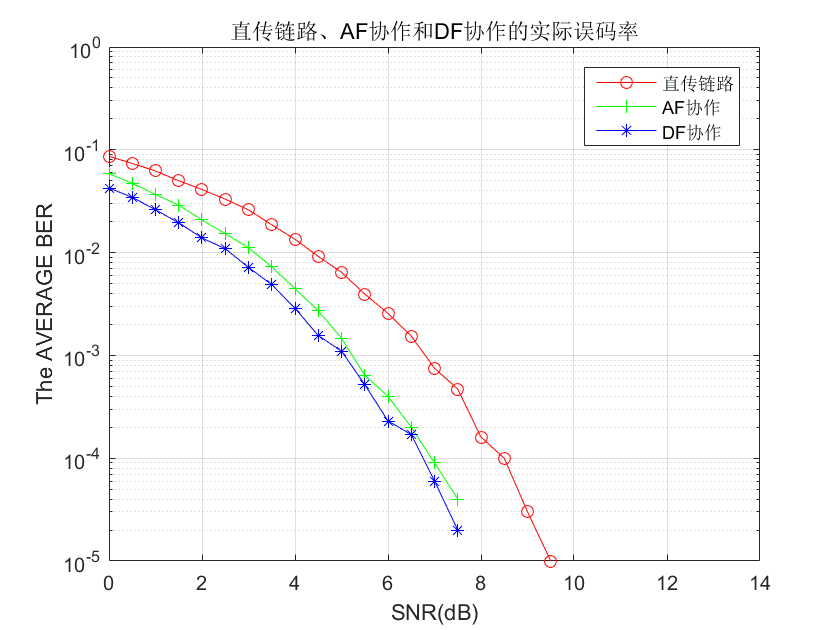 直传链路、AF协作和DF协作的实际误码率
直传链路
AF协作
DF协作
The AVERAGE BER
10^0
10^-1
10^-2
10^-3
10^-4
10^-5
0 2 4 6 8 10 12 14
SNR(dB)